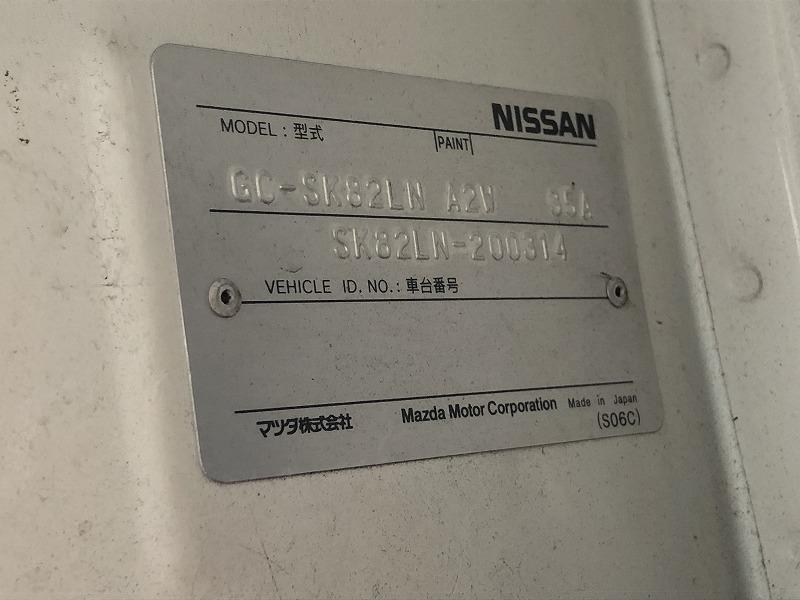 NISSAN
MODEL : 型式 PAINT
GC-SK82LN A2W 35A
SK82LN-200314
VEHICLE ID. NO. : 車台番号
マツダ株式会社 Mazda Motor Corporation Made in Japan
(S06C)